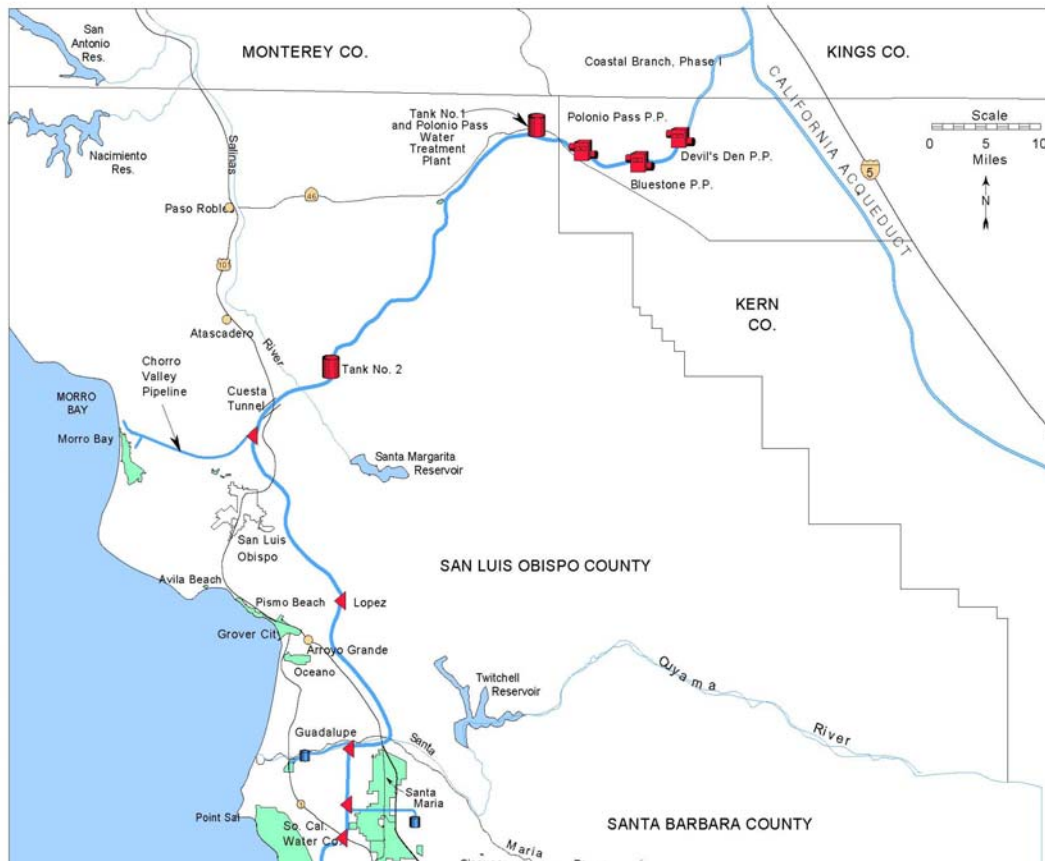 San
Antonio
Res.
MONTEREY CO.
KINGS CO.
Coastal Branch, Phase I
CALIFORNIA ACQUEDUCT
Scale
0 5 10
Miles
N
5
Tank No.1
and Polonio Pass
Water
Treatment
Plant
Polonio Pass P.P.
Devil's Den P.P.
Bluestone P.P.
Nacimiento
Res.
Salinas
River
Paso Robles
46
101
Atascadero
KERN
CO.
Tank No. 2
Chorro
Valley
Pipeline
Cuesta
Tunnel
MORRO
BAY
Morro Bay
Santa Margarita
Reservoir
San Luis
Obispo
SAN LUIS OBISPO COUNTY
Avila Beach
Pismo Beach
Lopez
Grover City
Arroyo Grande
Oceano
Twitchell
Reservoir
Cuyama
River
Guadalupe
Santa
Maria
1
Santa
Maria
Point Sal
So. Cal.
Water Co.
SANTA BARBARA COUNTY